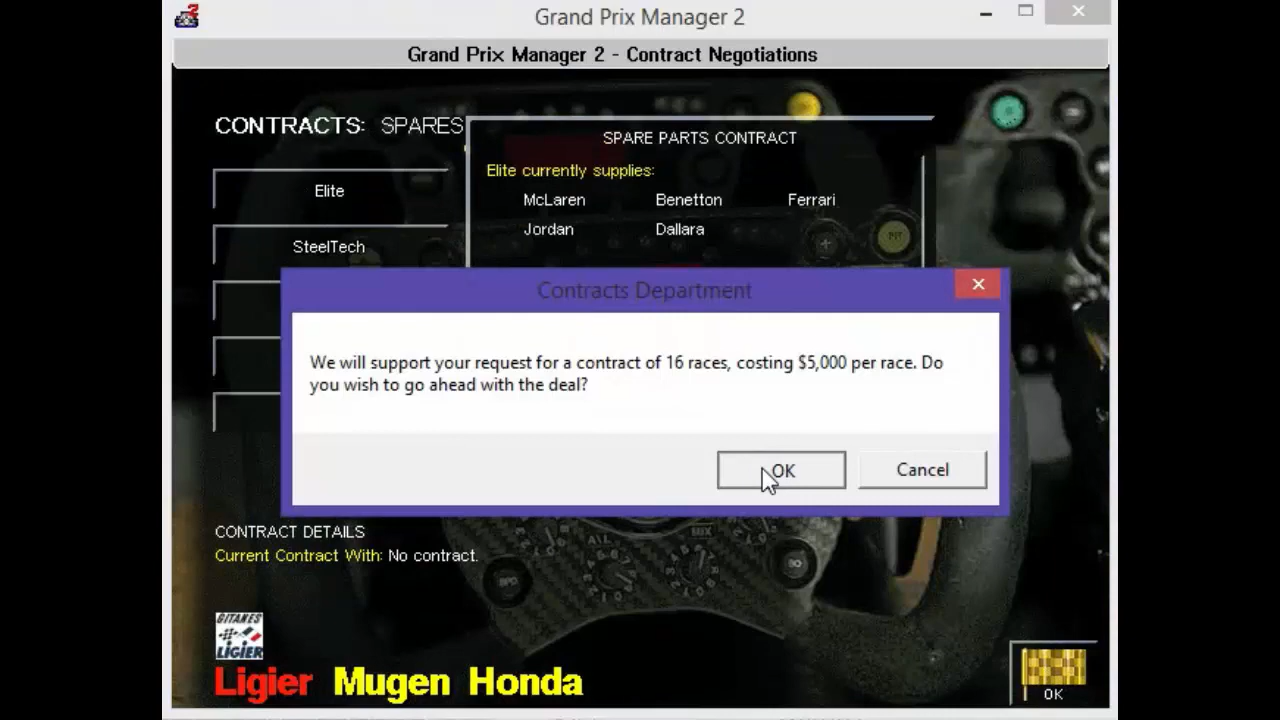 Grand Prix Manager 2
Grand Prix Manager 2 - Contract Negotiations
CONTRACTS: SPARES
SPARE PARTS CONTRACT
Elite currently supplies:
McLaren Benetton Ferrari
Jordan Dallara
Elite
SteelTech
PIT
Contracts Department
We will support your request for a contract of 16 races, costing $5,000 per race. Do
you wish to go ahead with the deal?
OK Cancel
CONTRACT DETAILS
Current Contract With: No contract.
GITANES
LIGIER
Ligier Mugen Honda
OK